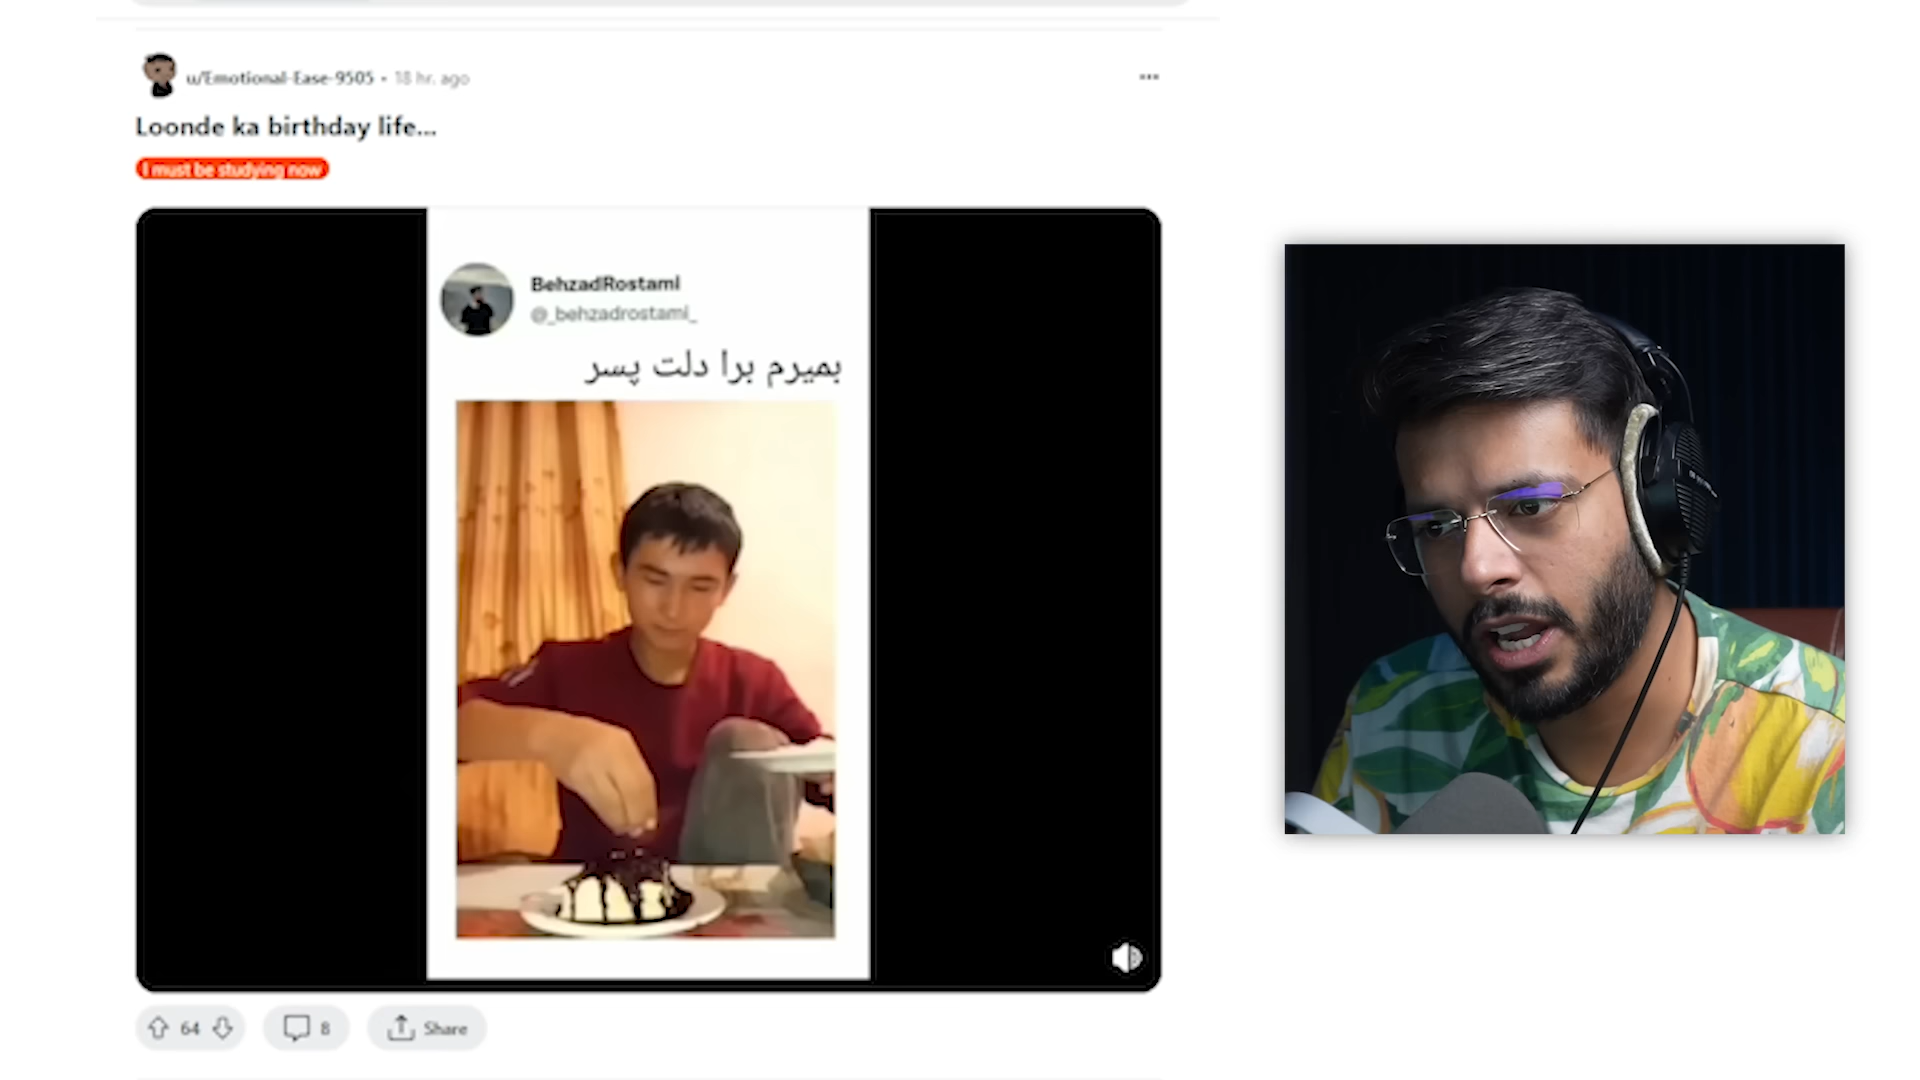 u/Emotional-Ease-9505 • 18 hr. ago
Loonde ka birthday life...
I must be studying now
BehzadRostami
@_behzadrostami_
بمیرم برا دلت پسر
64
8
Share